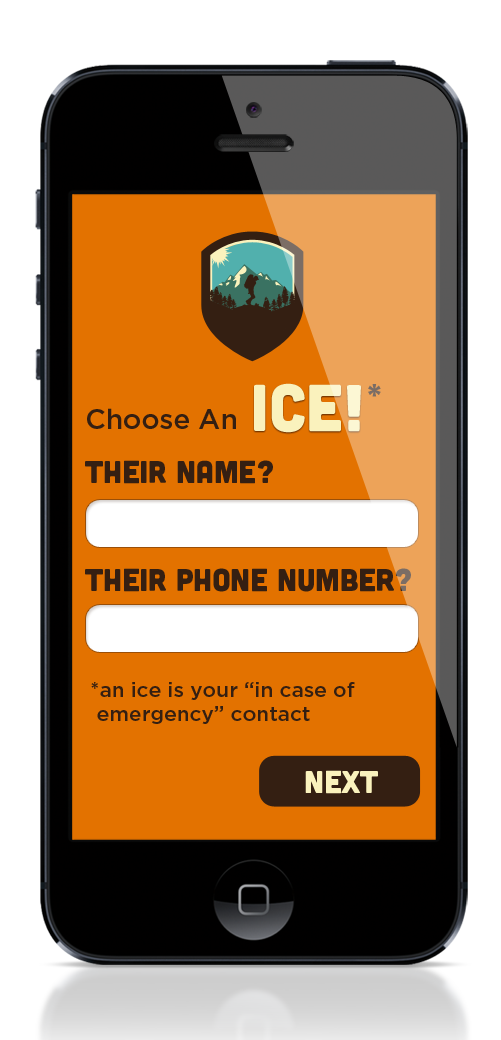 Choose An ICE!*
THEIR NAME?
THEIR PHONE NUMBER?
*an ice is your “in case of
emergency” contact
NEXT